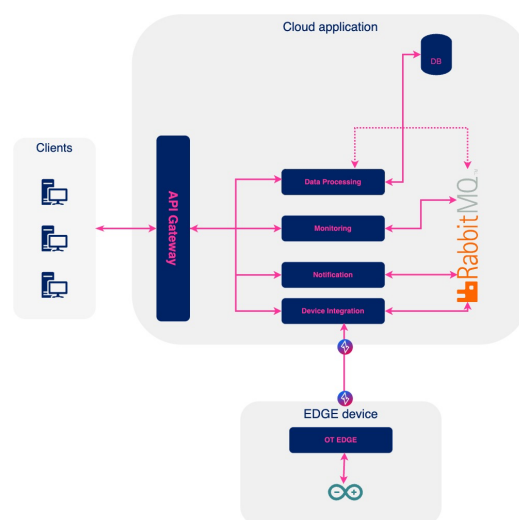 Cloud application
DB
Clients
API Gateway
Data Processing
Monitoring
Notification
Device Integration
RabbitMQ
EDGE device
OT EDGE